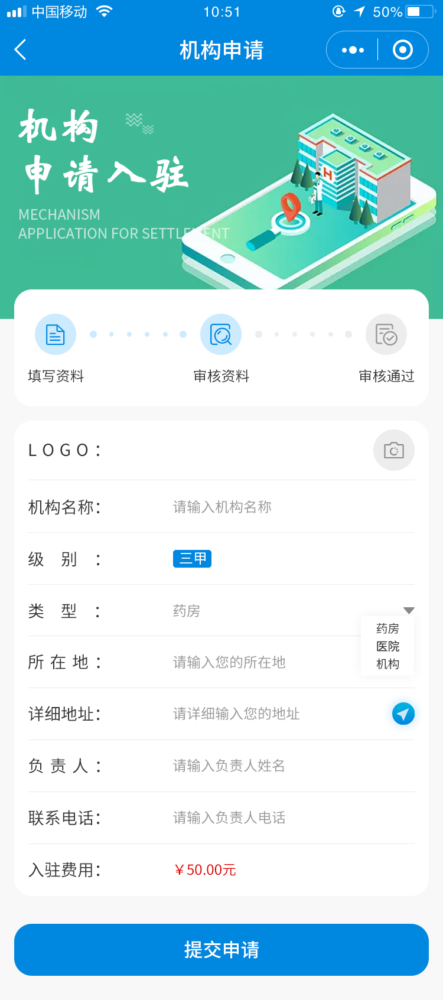 中国移动
10:51
50%
机构申请
机构
申请入驻
MECHANISM
APPLICATION FOR SETTLEMENT
H
填写资料
审核资料
审核通过
LOGO：
机构名称：
请输入机构名称
级别：
三甲
类型：
药房
药房
医院
机构
所在地：
请输入您的所在地
详细地址：
请详细输入您的地址
负责人：
请输入负责人姓名
联系电话：
请输入负责人电话
入驻费用：
￥50.00元
提交申请